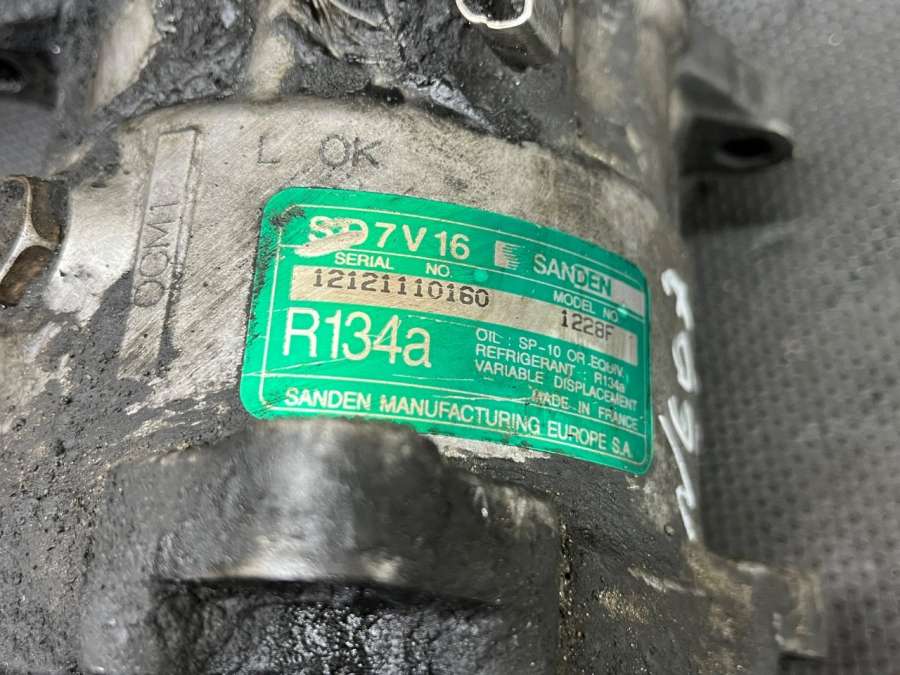 L OK
SD7V16 SANDEN
SERIAL NO. MODEL NO.
12121110160 1228F
R134a
OIL : SP-10 OR EQUIV.
REFRIGERANT : R134a
VARIABLE DISPLACEMENT
MADE IN FRANCE
SANDEN MANUFACTURING EUROPE S.A.